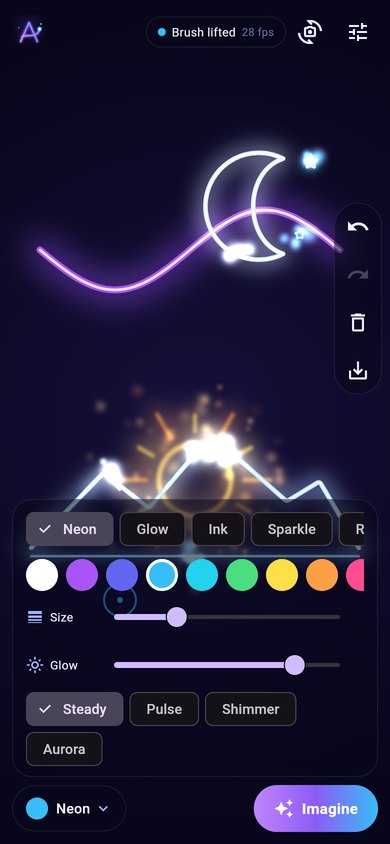 Brush lifted 28 fps
Neon Glow Ink Sparkle R
Size
Glow
Steady Pulse Shimmer
Aurora
Neon Imagine